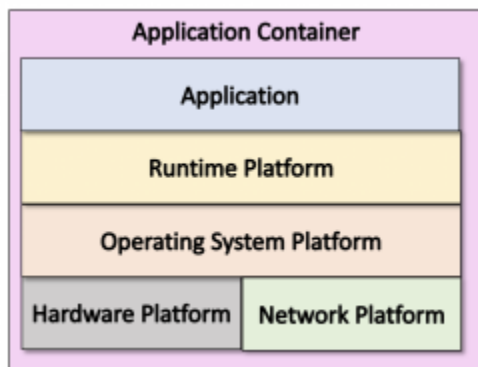 Application Container
Application
Runtime Platform
Operating System Platform
Hardware Platform
Network Platform